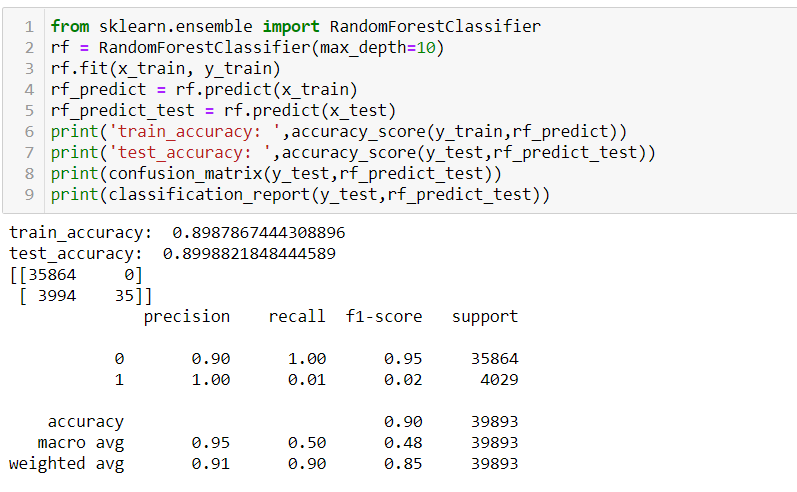 1 from sklearn.ensemble import RandomForestClassifier
2 rf = RandomForestClassifier(max_depth=10)
3 rf.fit(x_train, y_train)
4 rf_predict = rf.predict(x_train)
5 rf_predict_test = rf.predict(x_test)
6 print('train_accuracy: ',accuracy_score(y_train,rf_predict))
7 print('test_accuracy: ',accuracy_score(y_test,rf_predict_test))
8 print(confusion_matrix(y_test,rf_predict_test))
9 print(classification_report(y_test,rf_predict_test))
train_accuracy:  0.8987867444308896
test_accuracy:  0.8998821848444589
[[35864     0]
 [ 3994    35]]
              precision    recall  f1-score   support
           0       0.90      1.00      0.95     35864
           1       1.00      0.01      0.02      4029
    accuracy                           0.90     39893
   macro avg       0.95      0.50      0.48     39893
weighted avg       0.91      0.90      0.85     39893